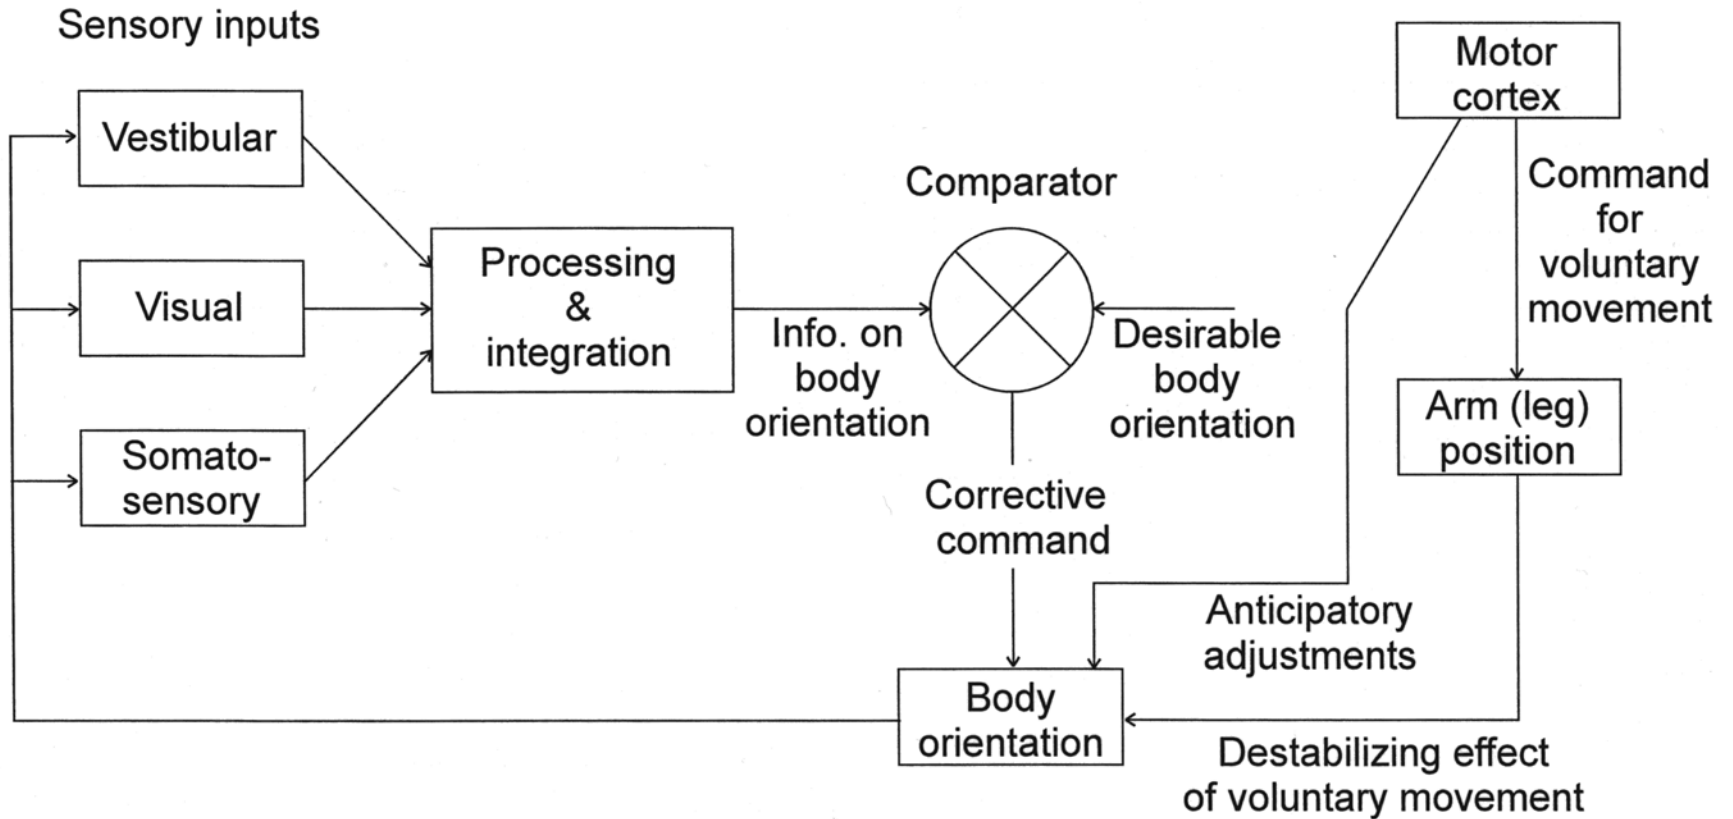 Sensory inputs
Vestibular
Visual
Somato-
sensory
Processing
&
integration
Info. on
body
orientation
Comparator
Desirable
body
orientation
Corrective
command
Motor
cortex
Command
for
voluntary
movement
Arm (leg)
position
Anticipatory
adjustments
Body
orientation
Destabilizing effect
of voluntary movement